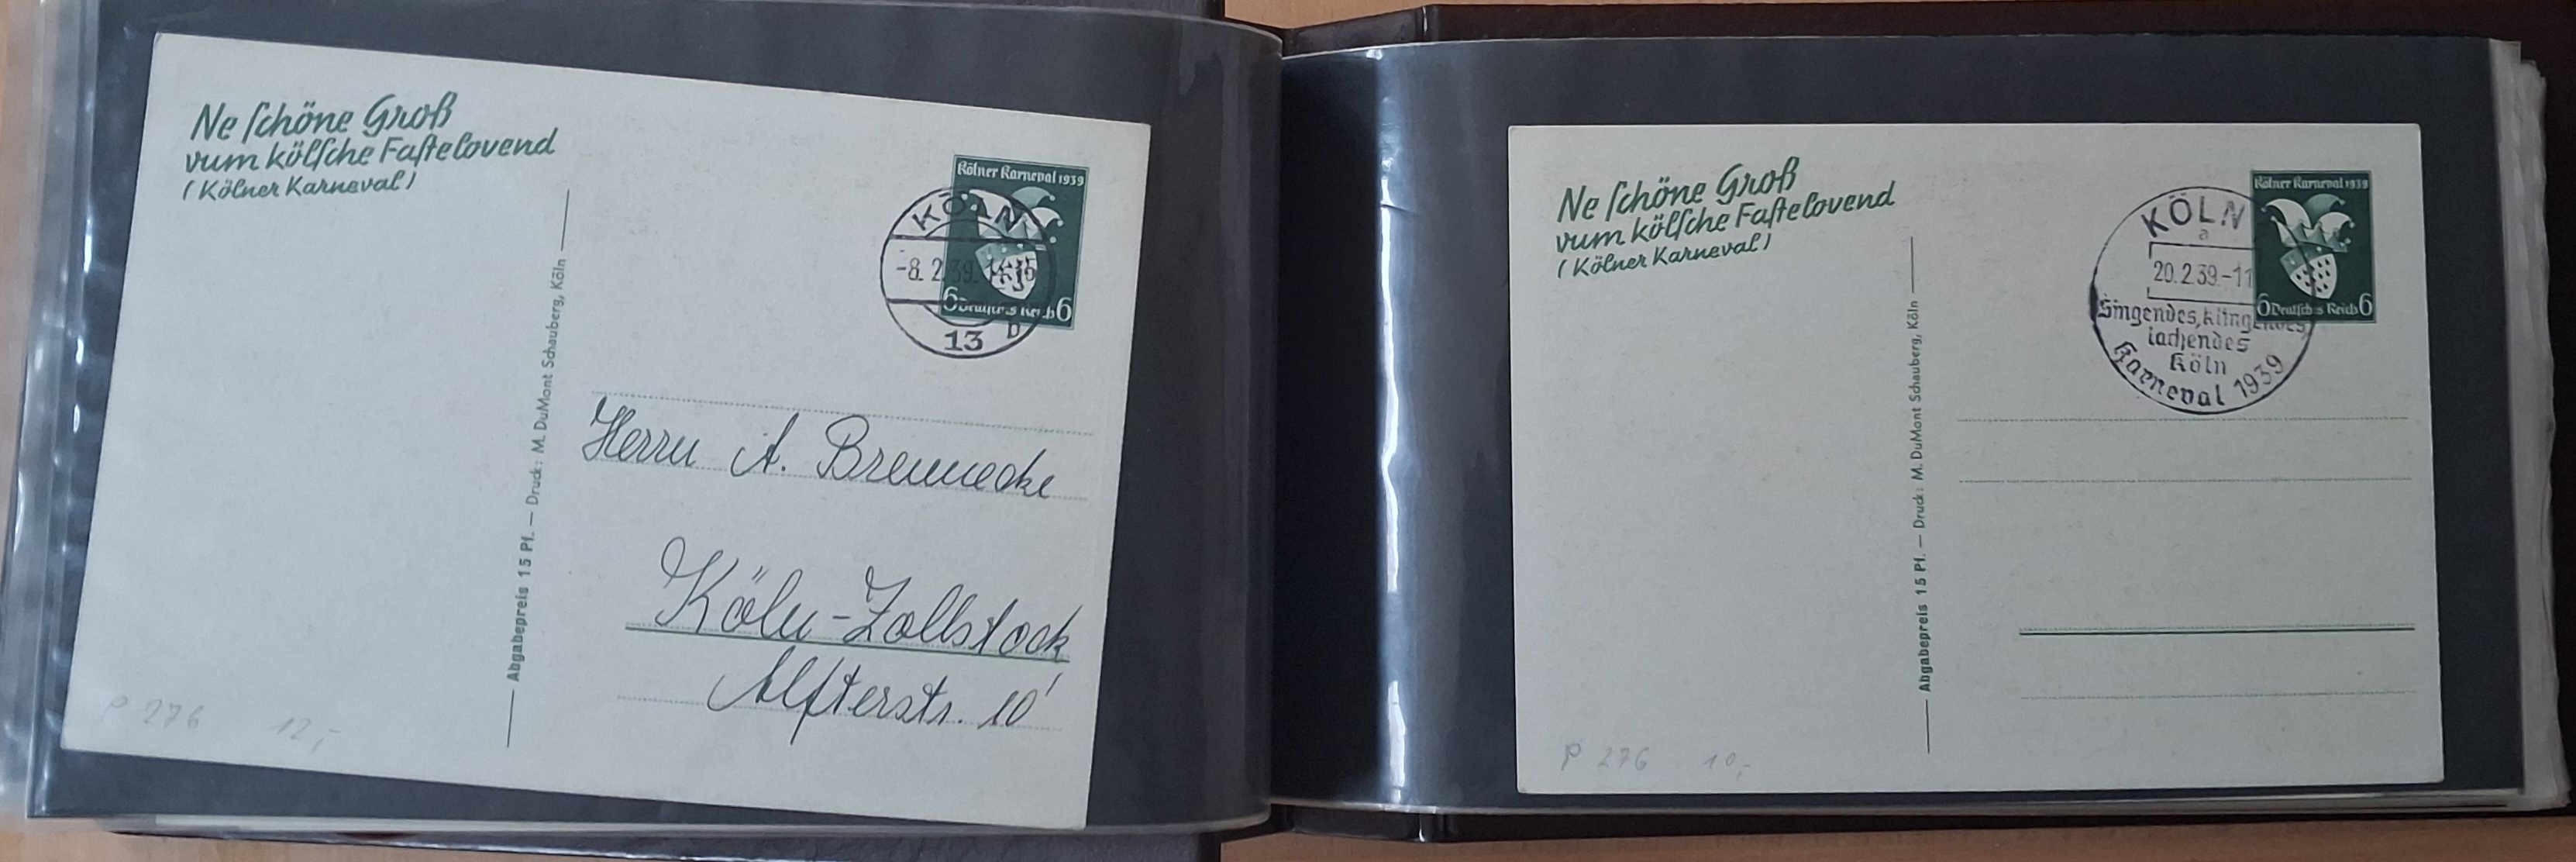 Ne schöne Groß
vum kölsche Fastelovend
(Kölner Karneval)
Kölner Karneval 1939
6 Deutsches Reich 6
KÖLN
-8. 2.39.
13 b
Abgabepreis 15 Pf. — Druck: M. DuMont Schauberg, Köln
Herrn A. Brennecke
Köln-Zollstock
Alfterstr. 10
P 276 12,-
Ne schöne Groß
vum kölsche Fastelovend
(Kölner Karneval)
Kölner Karneval 1939
6 Deutsches Reich 6
KÖLN
a
20.2.39.-11
Singendes, klingendes
lachendes
Köln
Karneval 1939
Abgabepreis 15 Pf. — Druck: M. DuMont Schauberg, Köln
P 276 10,-